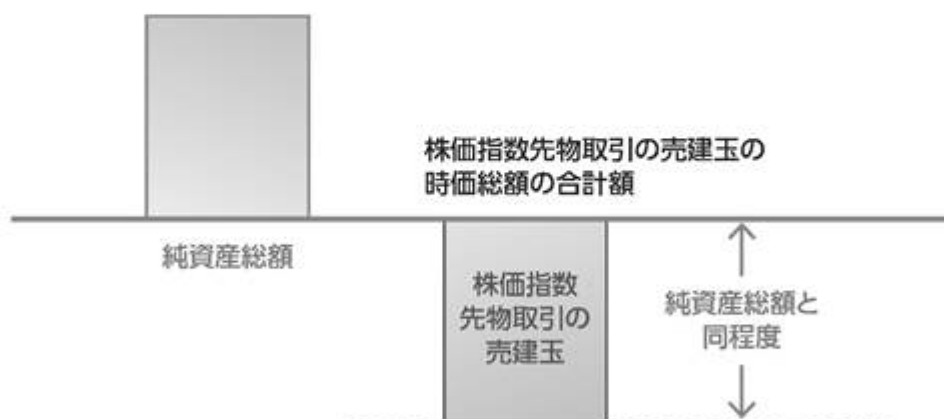 株価指数先物取引の売建玉の
時価総額の合計額
純資産総額
株価指数
先物取引の
売建玉
純資産総額と
同程度